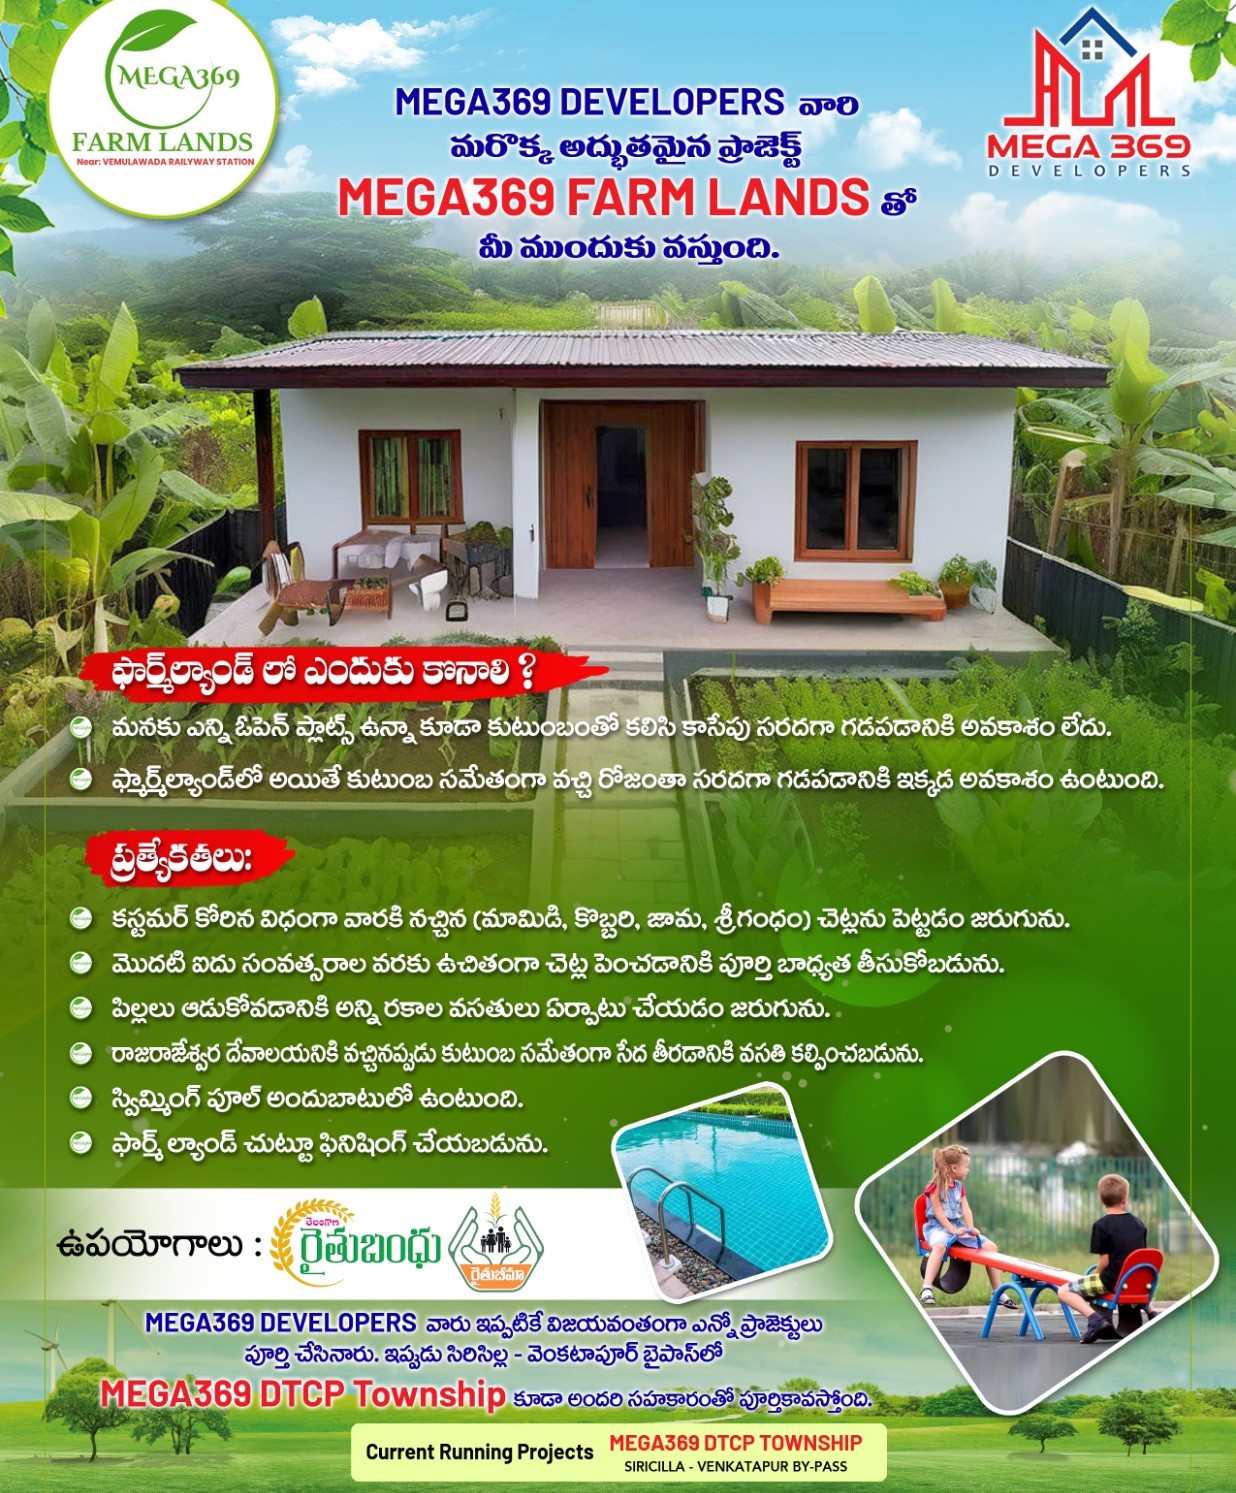 MEGA369
FARM LANDS
Near: VEMULAWADA RAILYWAY STATION
MEGA 369
DEVELOPERS
MEGA369 DEVELOPERS వారి
మరొక్క అద్భుతమైన ప్రాజెక్ట్
MEGA369 FARM LANDS తో
మీ ముందుకు వస్తుంది.
ఫార్మ్‌ల్యాండ్ లో ఎందుకు కొనాలి ?
మనకు ఎన్ని ఓపెన్ ప్లాట్స్ ఉన్నా కూడా కుటుంబంతో కలిసి కాసేపు సరదగా గడపడానికి అవకాశం లేదు.
ఫ్మార్మ్‌ల్యాండ్‌లో అయితే కుటుంబ సమేతంగా వచ్చి రోజంతా సరదగా గడపడానికి ఇక్కడ అవకాశం ఉంటుంది.
ప్రత్యేకతలు:
కస్టమర్ కోరిన విధంగా వారకి నచ్చిన (మామిడి, కొబ్బరి, జామ, శ్రీగంధం) చెట్లను పెట్టడం జరుగును.
మొదటి ఐదు సంవత్సరాల వరకు ఉచితంగా చెట్ల పెంచడానికి పూర్తి బాధ్యత తీసుకోబడును.
పిల్లలు ఆడుకోవడానికి అన్ని రకాల వసతులు ఏర్పాటు చేయడం జరుగును.
రాజరాజేశ్వర దేవాలయనికి వచ్చినప్పడు కుటుంబ సమేతంగా సేద తీరడానికి వసతి కల్పించబడును.
స్విమ్మింగ్ పూల్ అందుబాటులో ఉంటుంది.
ఫార్మ్ ల్యాండ్ చుట్టూ ఫినిషింగ్ చేయబడును.
ఉపయోగాలు :
తెలంగాణ
రైతుబంధు
రైతుబీమా
MEGA369 DEVELOPERS వారు ఇప్పటికే విజయవంతంగా ఎన్నో ప్రాజెక్టులు
పూర్తి చేసినారు. ఇప్పుడు సిరిసిల్ల - వెంకటాపూర్ బైపాస్‌లో
MEGA369 DTCP Township కూడా అందరి సహకారంతో పూర్తికావస్తోంది.
Current Running Projects
MEGA369 DTCP TOWNSHIP
SIRICILLA - VENKATAPUR BY-PASS